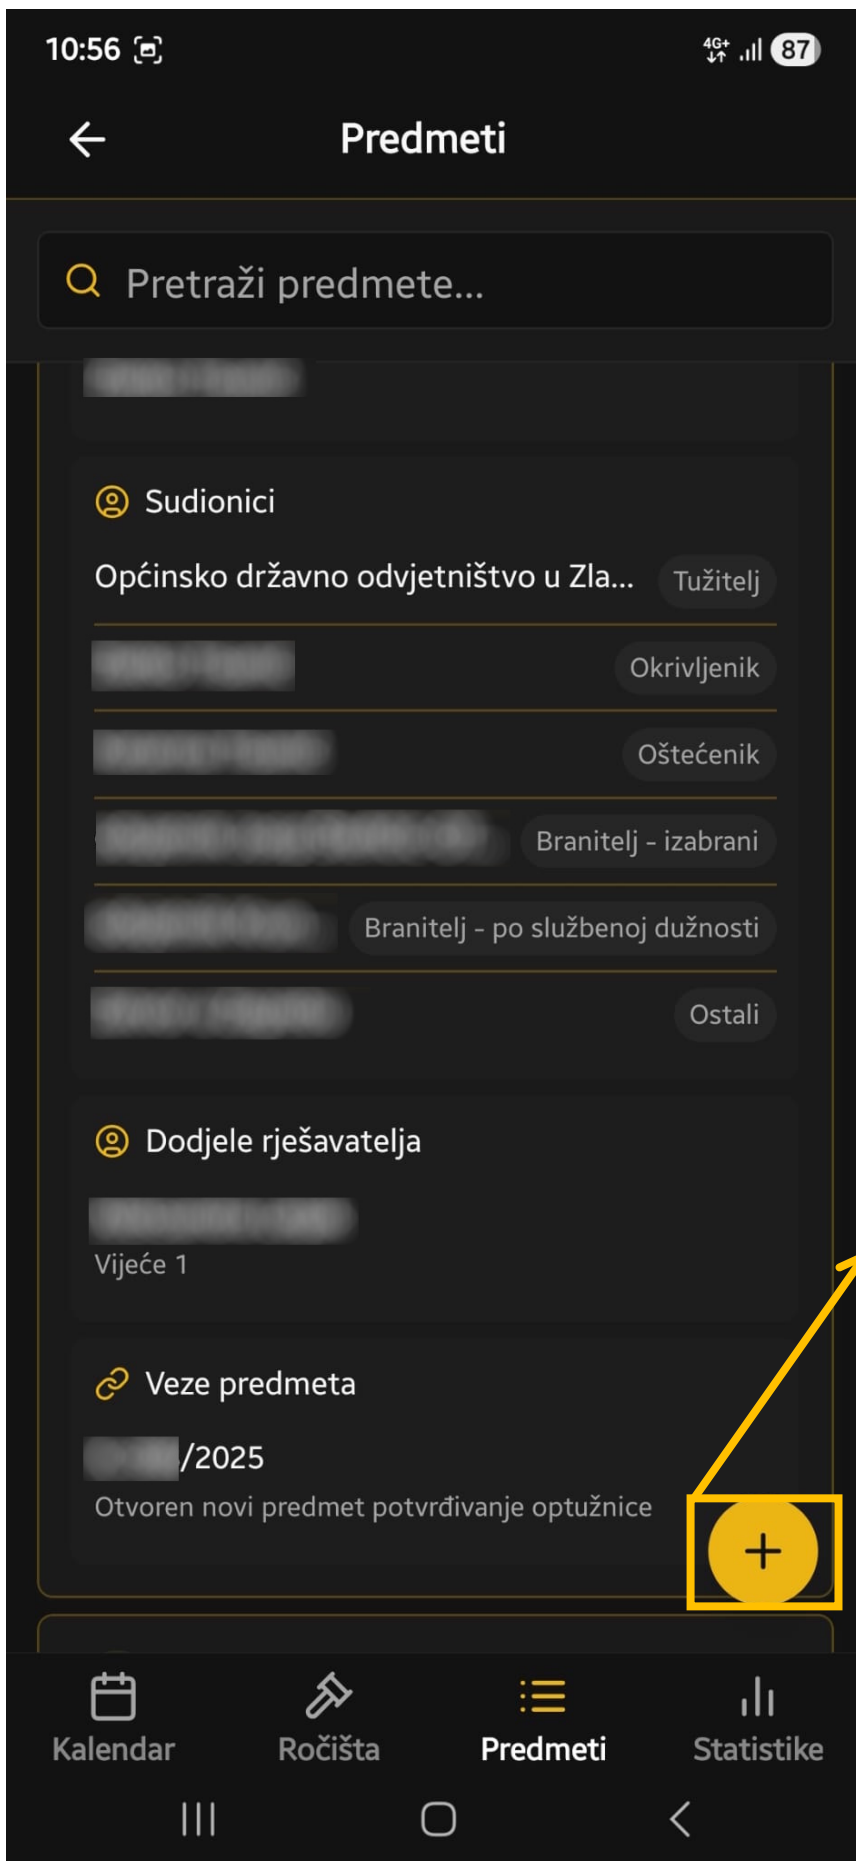 10:56
4G+
87
Predmeti
Pretraži predmete...
Sudionici
Općinsko državno odvjetništvo u Zla...
Tužitelj
Okrivljenik
Oštećenik
Branitelj - izabrani
Branitelj - po službenoj dužnosti
Ostali
Dodjele rješavatelja
Vijeće 1
Veze predmeta
/2025
Otvoren novi predmet potvrđivanje optužnice
+
Kalendar
Ročišta
Predmeti
Statistike